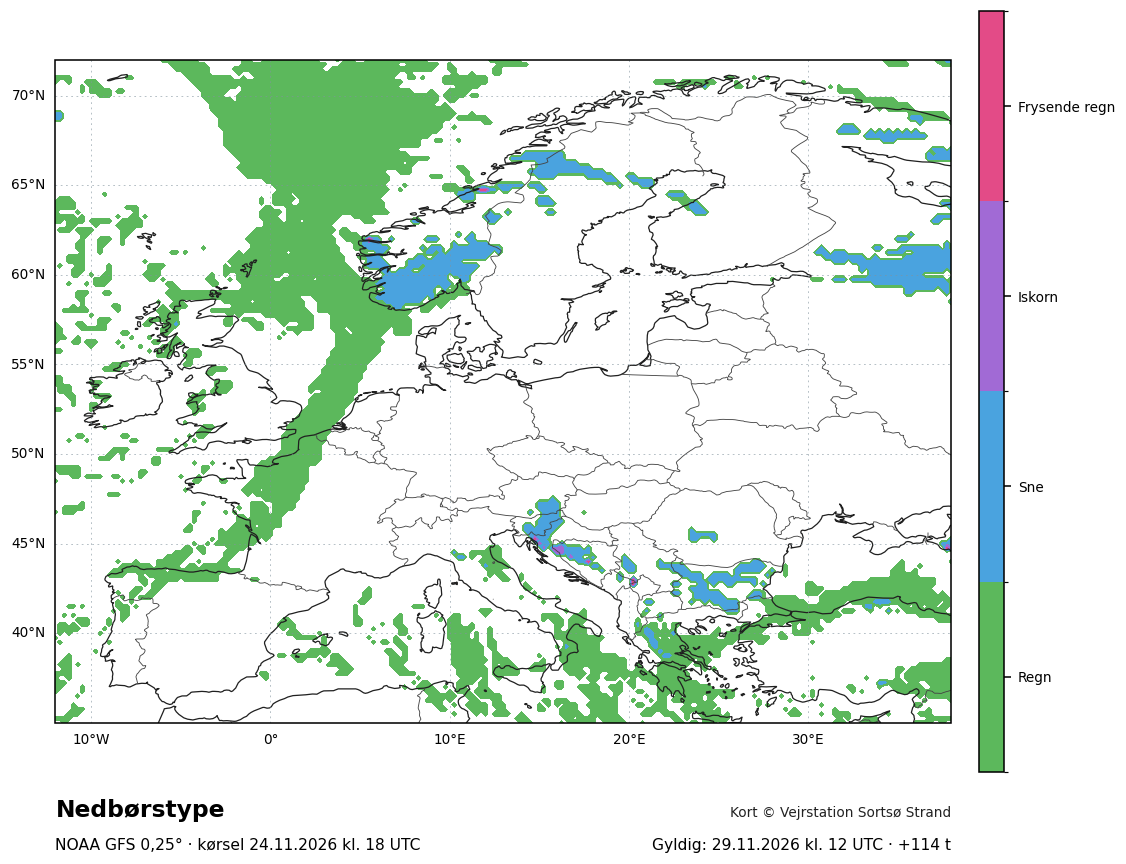 70°N
65°N
60°N
55°N
50°N
45°N
40°N
10°W
0°
10°E
20°E
30°E
Frysende regn
Iskorn
Sne
Regn
Nedbørstype
Kort © Vejrstation Sortsø Strand
NOAA GFS 0,25° · kørsel 24.11.2026 kl. 18 UTC
Gyldig: 29.11.2026 kl. 12 UTC · +114 t